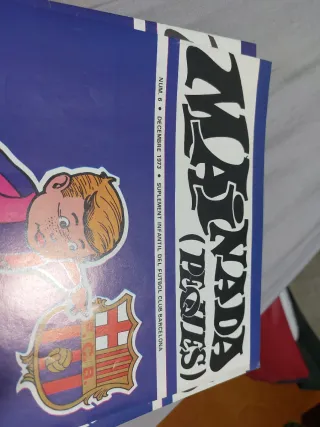 MAINADA
(PEQUES)
NUM. 6 • DECEMBRE 1973 • SUPLEMENT INFANTIL DEL FUTBOL CLUB BARCELONA